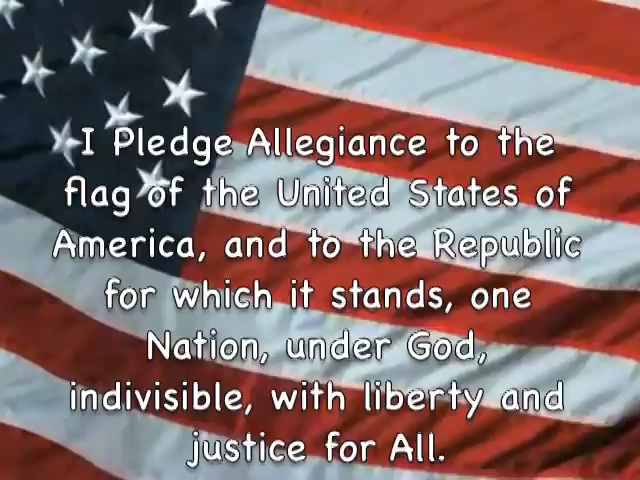 I Pledge Allegiance to the
flag of the United States of
America, and to the Republic
for which it stands, one
Nation, under God,
indivisible, with liberty and
justice for All.